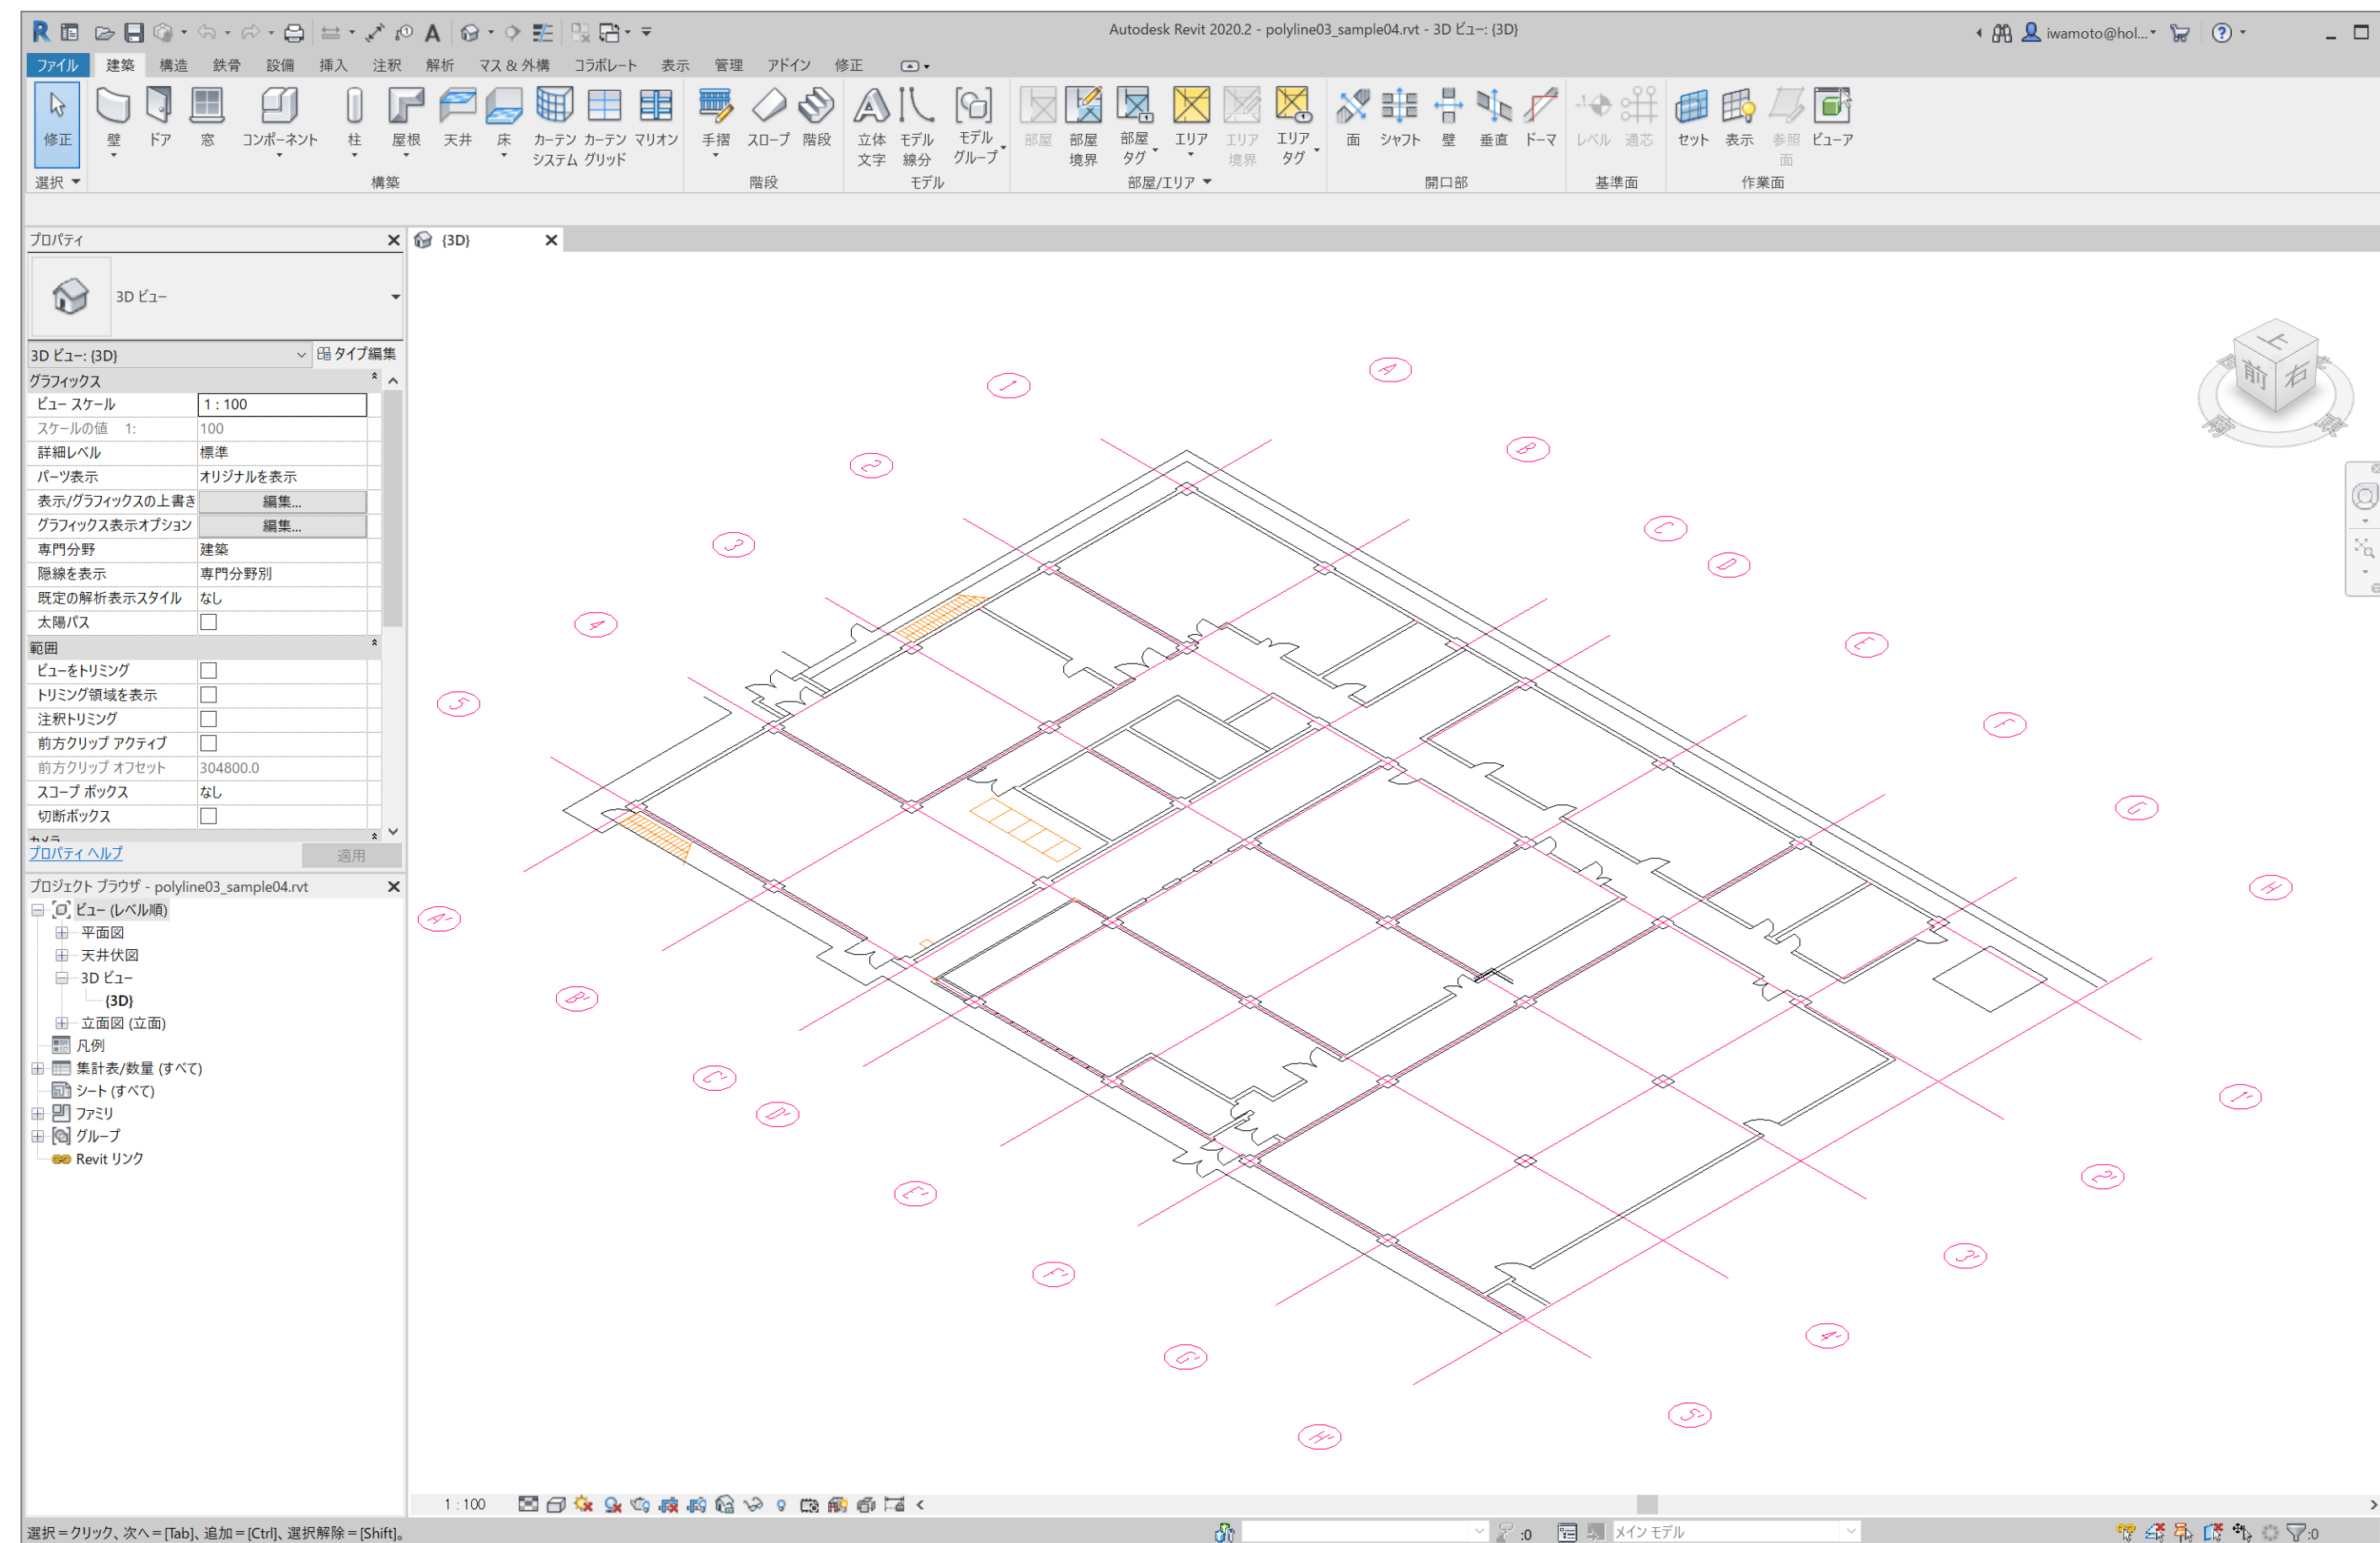 Autodesk Revit 2020.2 - polyline03_sample04.rvt - 3D ビュー: {3D}
iwamoto@hol...
ファイル 建築 構造 鉄骨 設備 挿入 注釈 解析 マス & 外構 コラボレート 表示 管理 アドイン 修正
修正 壁 ドア 窓 コンポーネント 柱 屋根 天井 床 カーテン システム カーテン グリッド マリオン 手摺 スロープ 階段 立体 文字 モデル 線分 モデル グループ 部屋 部屋 境界 部屋 タグ エリア エリア 境界 エリア タグ 面 シャフト 壁 垂直 ドーマ レベル 通芯 セット 表示 参照 面 ビューア
選択 構築 階段 モデル 部屋/エリア 開口部 基準面 作業面
プロパティ
{3D}
3D ビュー
3D ビュー: {3D} タイプ編集
グラフィックス
ビュー スケール 1 : 100
スケールの値 1: 100
詳細レベル 標準
パーツ表示 オリジナルを表示
表示/グラフィックスの上書き 編集...
グラフィックス表示オプション 編集...
専門分野 建築
隠線を表示 専門分野別
既定の解析表示スタイル なし
太陽パス
範囲
ビューをトリミング
トリミング領域を表示
注釈トリミング
前方クリップ アクティブ
前方クリップ オフセット 304800.0
スコープ ボックス なし
切断ボックス
カメラ
プロパティ ヘルプ 適用
プロジェクト ブラウザ - polyline03_sample04.rvt
ビュー (レベル順)
平面図
天井伏図
3D ビュー
{3D}
立面図 (立面)
凡例
集計表/数量 (すべて)
シート (すべて)
ファミリ
グループ
Revit リンク
上
前 右
1
2
3
4
5
A
B
C
D
E
F
G
H
A'
B'
C'
D'
E'
F'
G'
H'
1'
2'
3'
4'
5'
1 : 100
選択 = クリック、次へ = [Tab]、追加 = [Ctrl]、選択解除 = [Shift]。
:0 メイン モデル :0